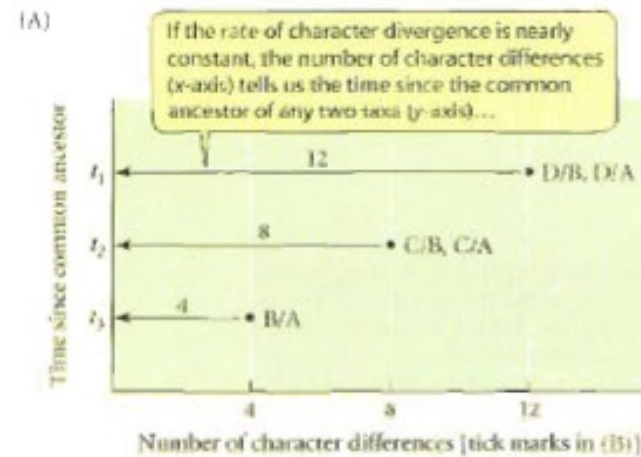 (A)
If the rate of character divergence is nearly
constant, the number of character differences
(x-axis) tells us the time since the common
ancestor of any two taxa (y-axis)...
Time since common ancestor
t1
12
D/B, D/A
t2
8
C/B, C/A
t3
4
B/A
4
8
12
Number of character differences [tick marks in (B)]